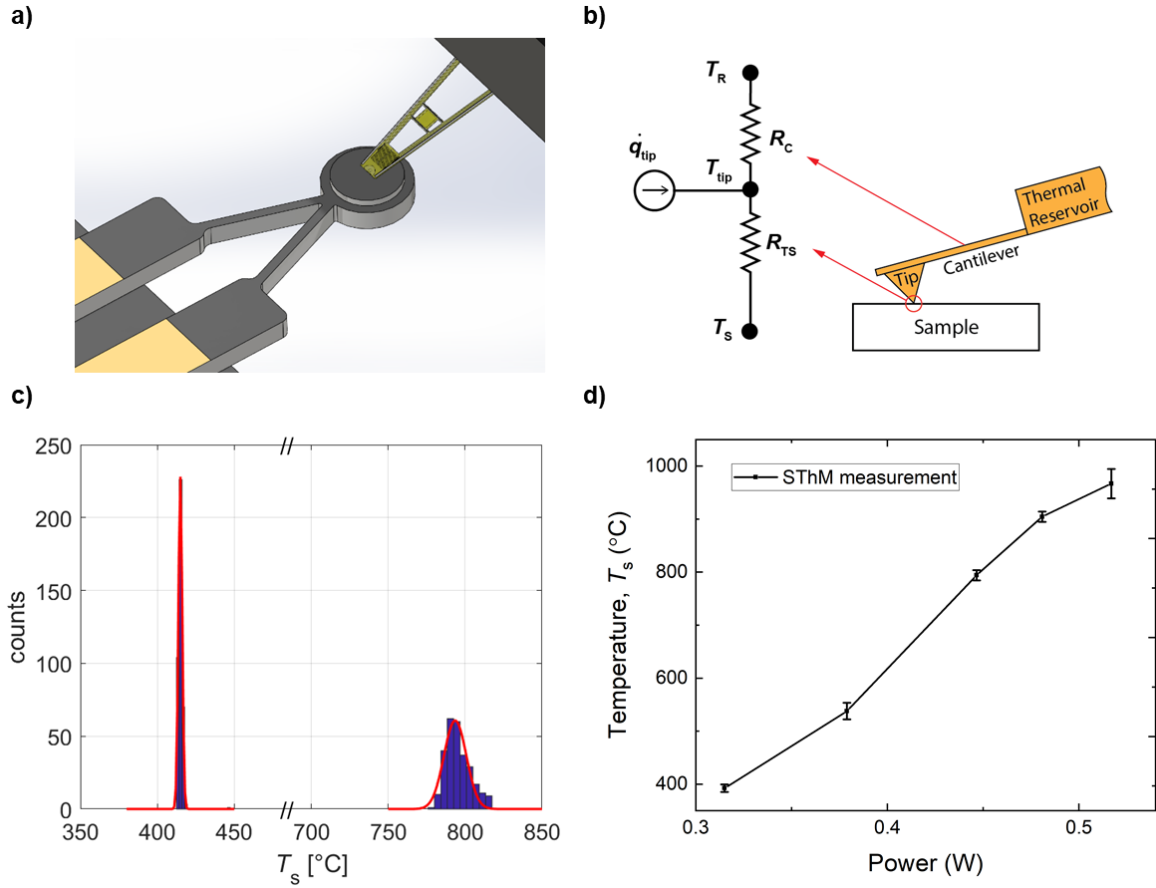 a)
b)
T_R
R_C
q̇_tip
T_tip
R_TS
T_S
Thermal
Reservoir
Cantilever
Tip
Sample
c)
d)
250
200
150
100
50
0
counts
350
400
450
700
750
800
850
T_s [°C]
1000
800
600
400
Temperature, T_s (°C)
SThM measurement
0.3
0.4
0.5
Power (W)